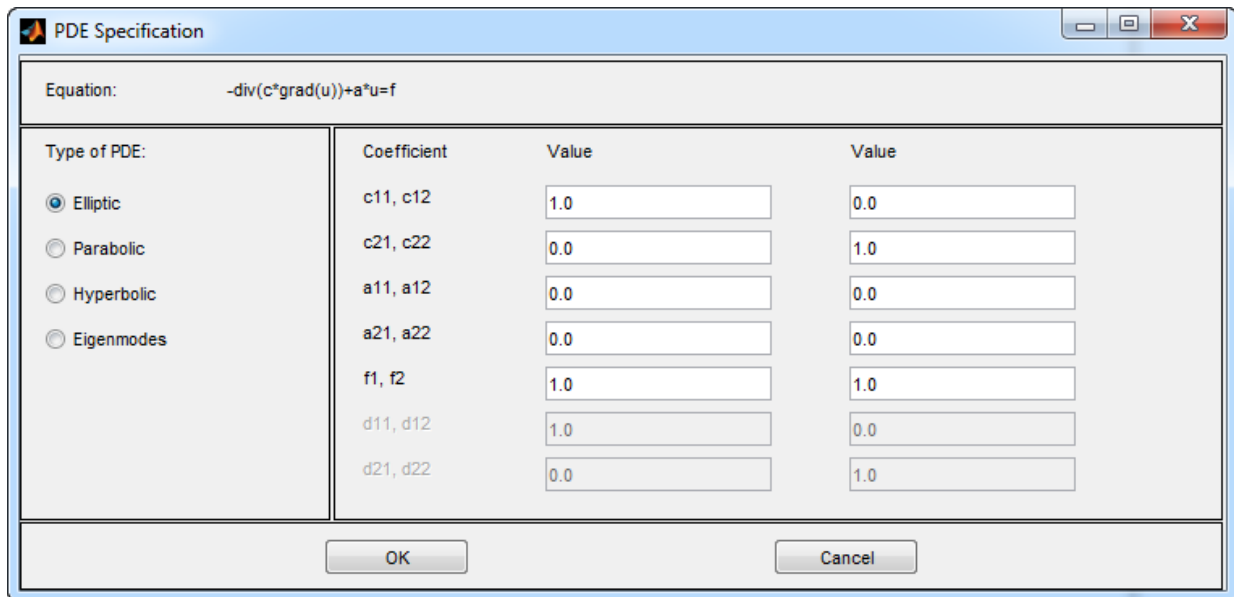 PDE Specification
Equation: -div(c*grad(u))+a*u=f
Type of PDE:
Elliptic
Parabolic
Hyperbolic
Eigenmodes
Coefficient Value Value
c11, c12 1.0 0.0
c21, c22 0.0 1.0
a11, a12 0.0 0.0
a21, a22 0.0 0.0
f1, f2 1.0 1.0
d11, d12 1.0 0.0
d21, d22 0.0 1.0
OK Cancel